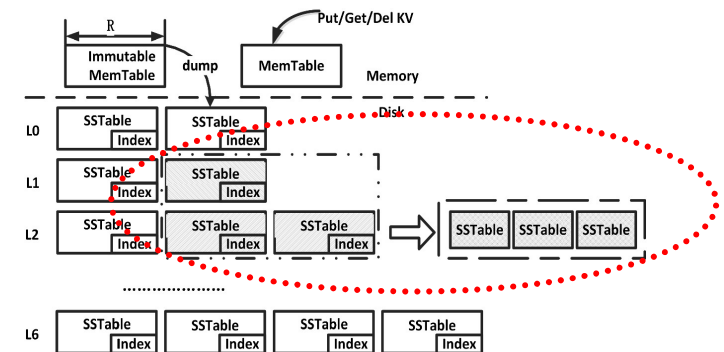 R
Put/Get/Del KV
Immutable
MemTable
dump
MemTable
Memory
Disk
L0
SSTable
Index
SSTable
Index
L1
SSTable
Index
SSTable
Index
L2
SSTable
Index
SSTable
Index
SSTable
Index
SSTable
SSTable
SSTable
L6
SSTable
Index
SSTable
Index
SSTable
Index
SSTable
Index